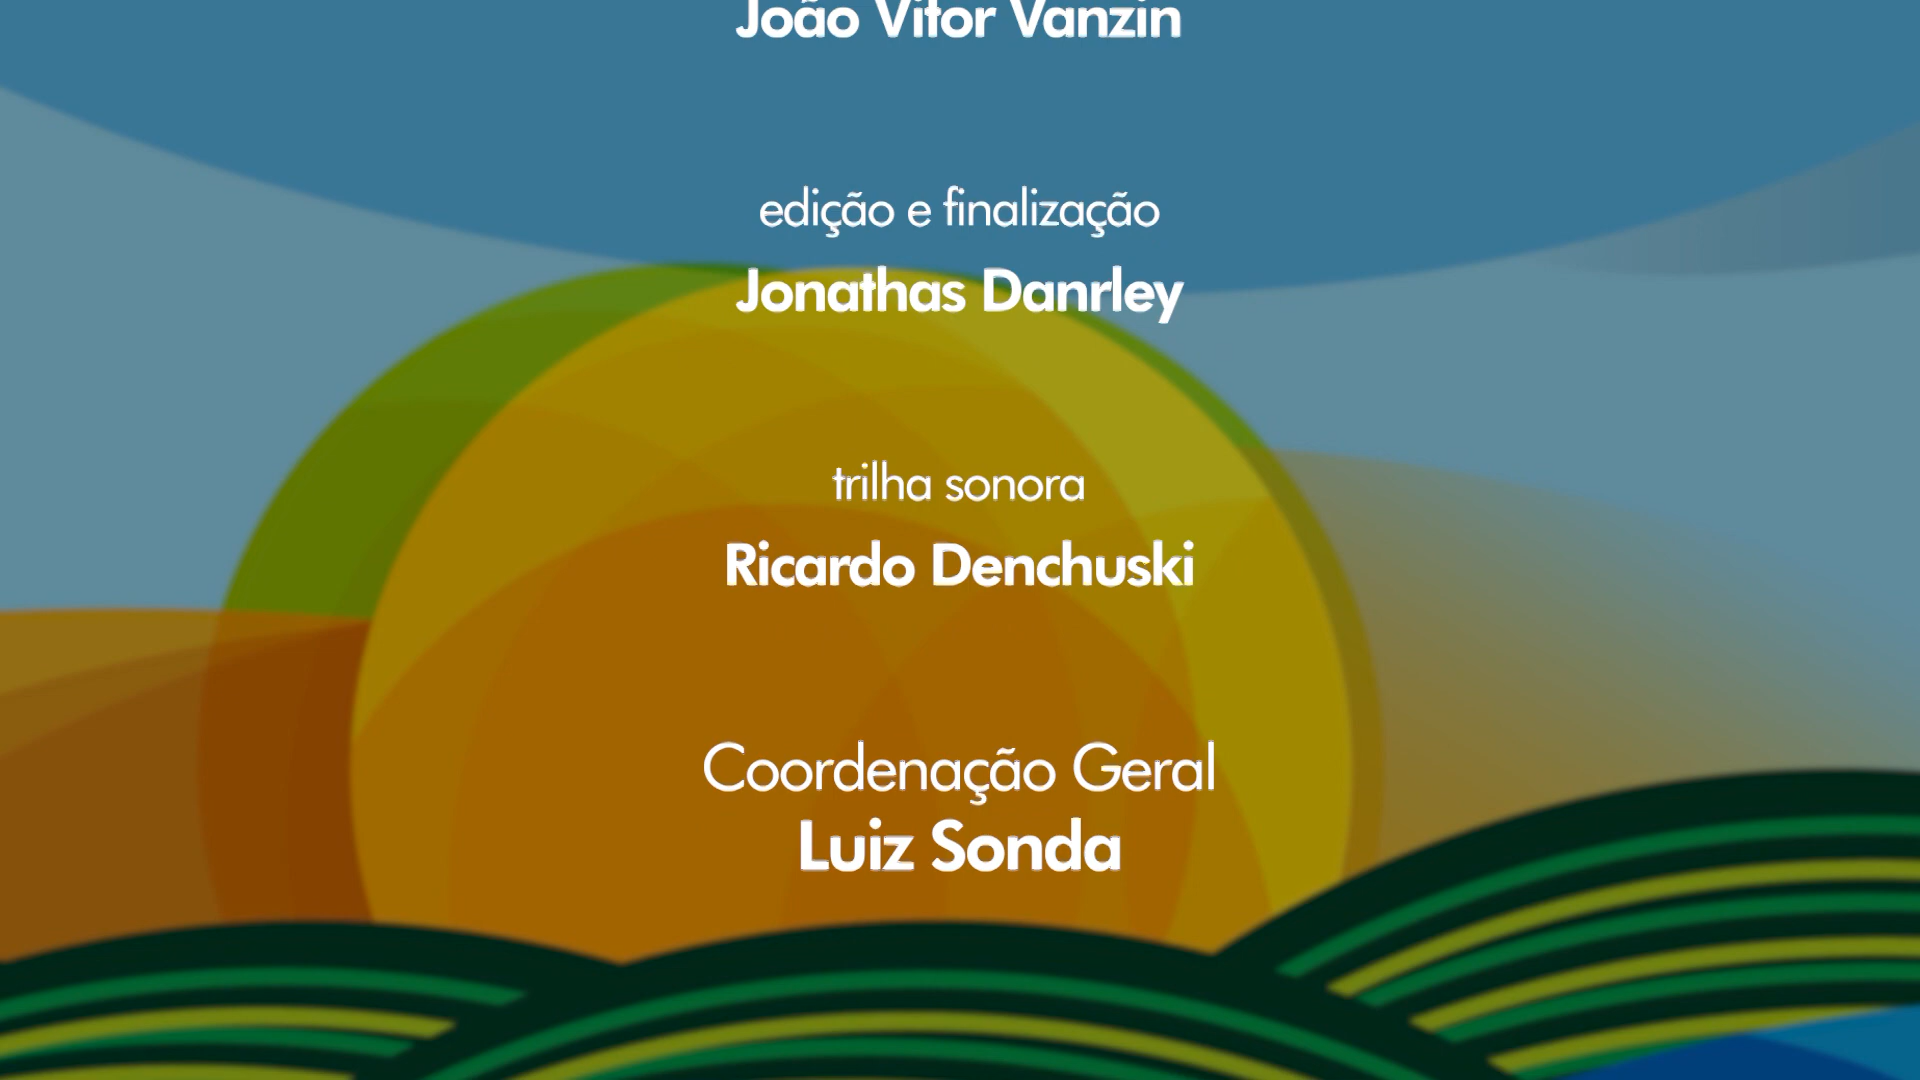 João Vitor Vanzin
edição e finalização
Jonathas Danrley
trilha sonora
Ricardo Denchuski
Coordenação Geral
Luiz Sonda